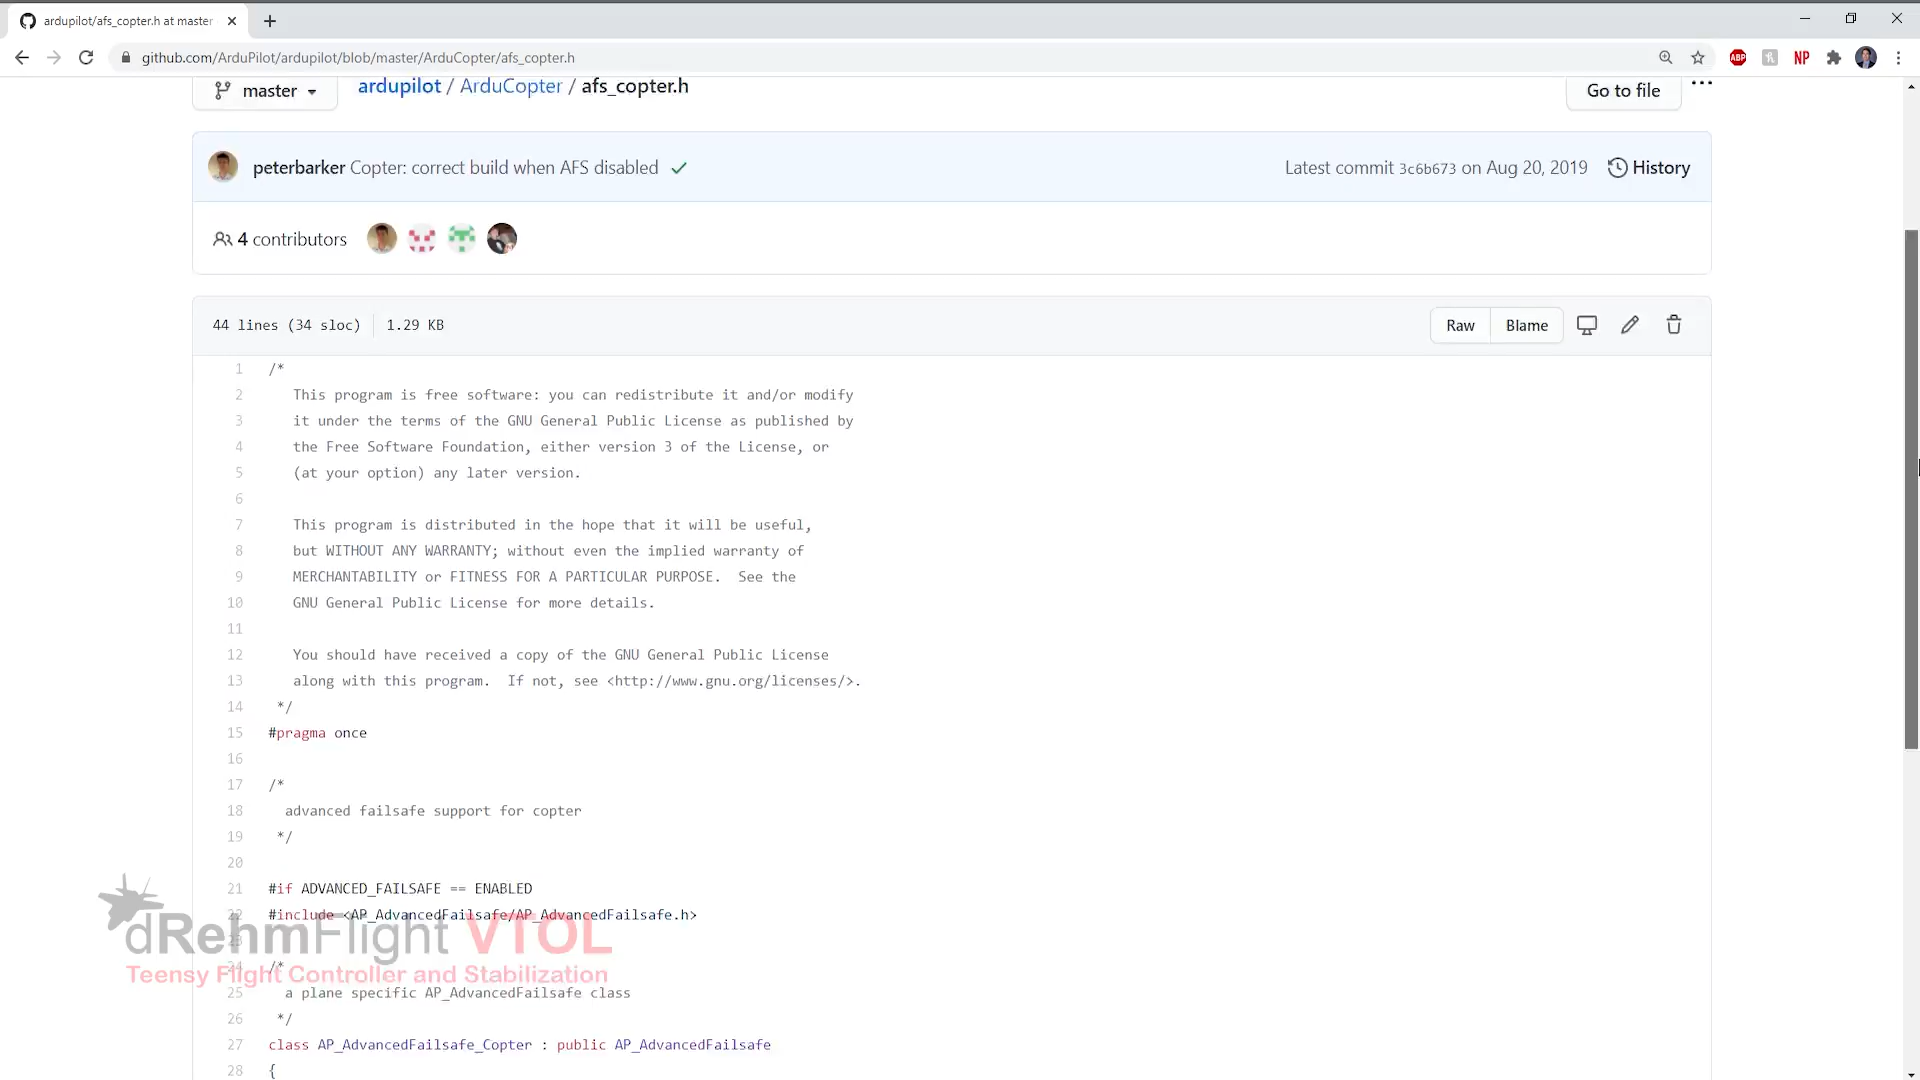 ardupilot/afs_copter.h at master
github.com/ArduPilot/ardupilot/blob/master/ArduCopter/afs_copter.h
ABP
NP
master
ardupilot / ArduCopter / afs_copter.h
Go to file
peterbarker Copter: correct build when AFS disabled
Latest commit 3c6b673 on Aug 20, 2019
History
4 contributors
44 lines (34 sloc)
1.29 KB
Raw
Blame
1 /*
2 This program is free software: you can redistribute it and/or modify
3 it under the terms of the GNU General Public License as published by
4 the Free Software Foundation, either version 3 of the License, or
5 (at your option) any later version.
6
7 This program is distributed in the hope that it will be useful,
8 but WITHOUT ANY WARRANTY; without even the implied warranty of
9 MERCHANTABILITY or FITNESS FOR A PARTICULAR PURPOSE. See the
10 GNU General Public License for more details.
11
12 You should have received a copy of the GNU General Public License
13 along with this program. If not, see <http://www.gnu.org/licenses/>.
14 */
15 #pragma once
16
17 /*
18 advanced failsafe support for copter
19 */
20
21 #if ADVANCED_FAILSAFE == ENABLED
22 #include <AP_AdvancedFailsafe/AP_AdvancedFailsafe.h>
23
24 /*
25 a plane specific AP_AdvancedFailsafe class
26 */
27 class AP_AdvancedFailsafe_Copter : public AP_AdvancedFailsafe
28 {
dRehmFlight VTOL
Teensy Flight Controller and Stabilization